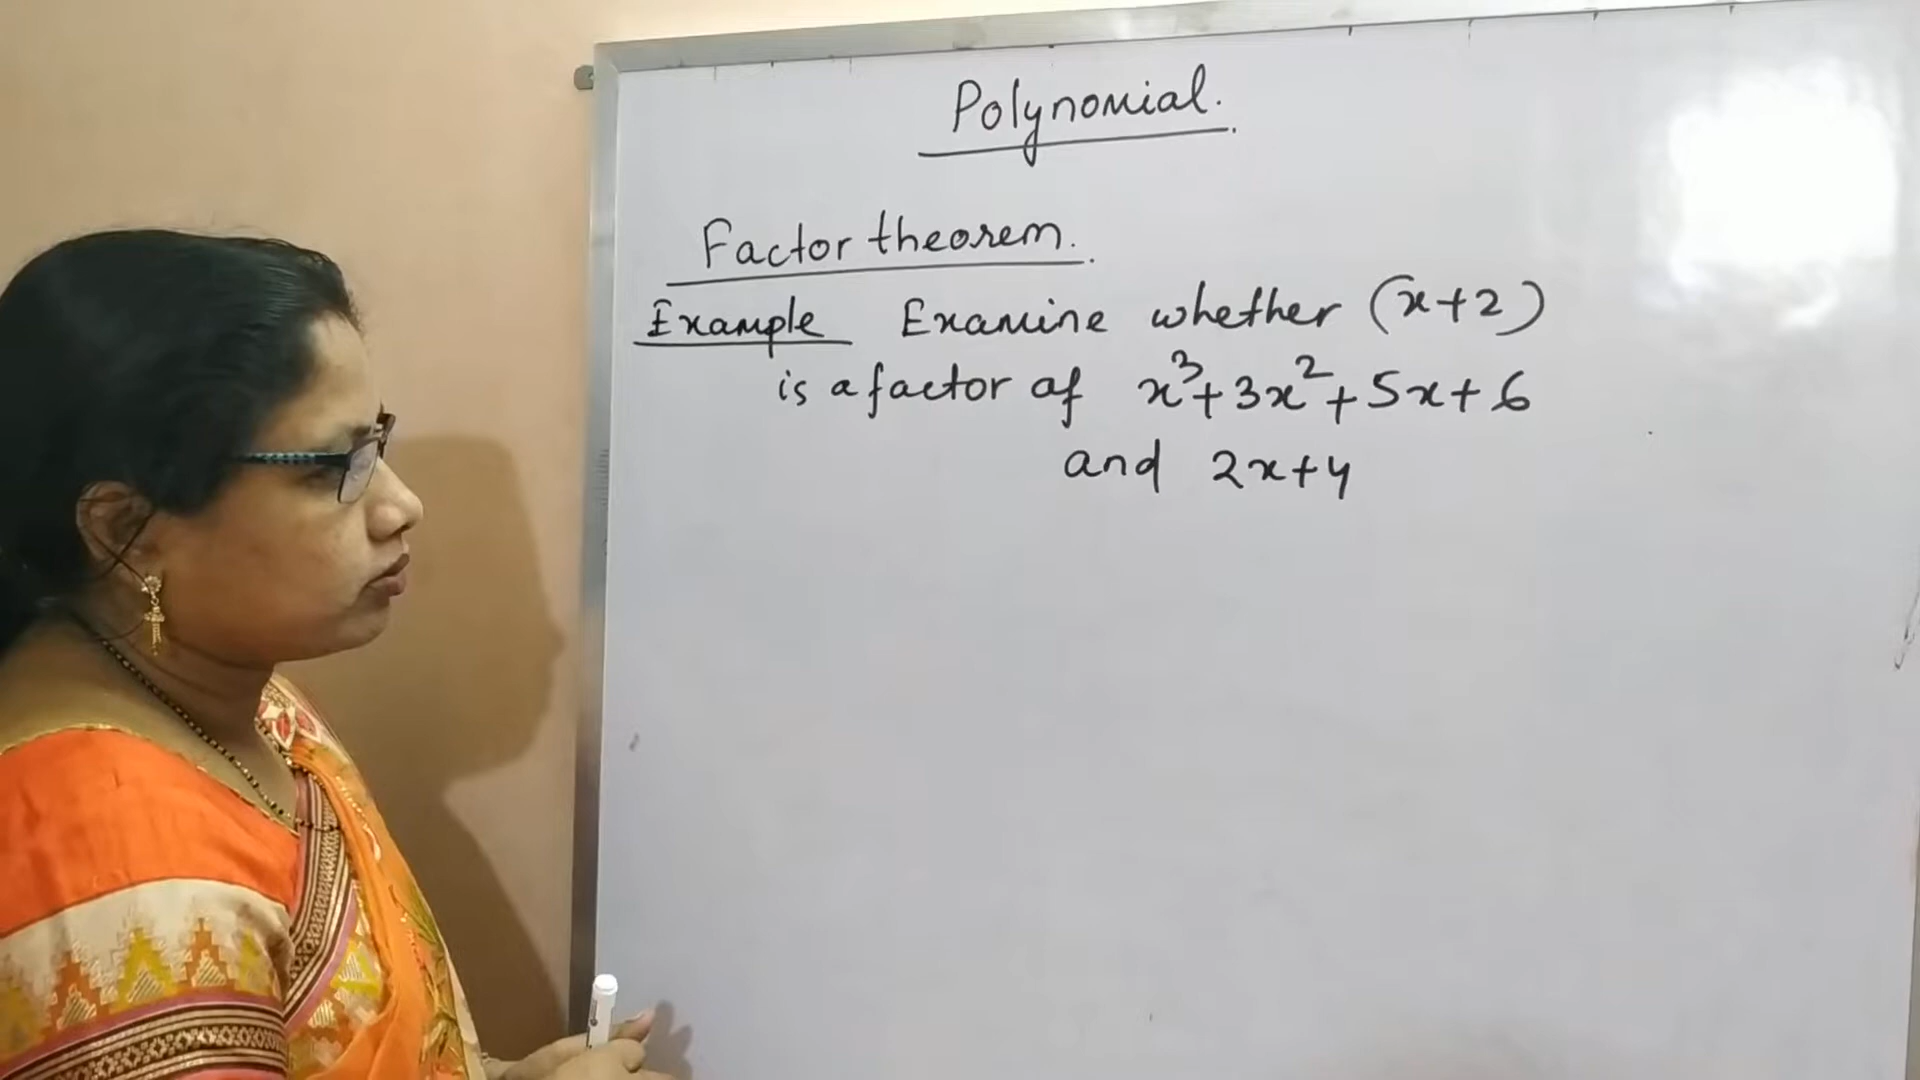 Polynomial.
Factor theorem.
Example Examine whether (x+2)
is a factor of x³+3x²+5x+6
and 2x+4